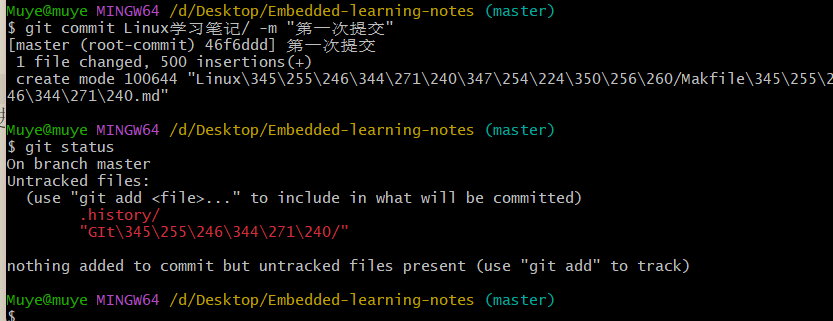 Muye@muye MINGW64 /d/Desktop/Embedded-learning-notes (master)
$ git commit Linux学习笔记/ -m "第一次提交"
[master (root-commit) 46f6ddd] 第一次提交
 1 file changed, 500 insertions(+)
 create mode 100644 "Linux\345\255\246\344\271\240\347\254\224\350\256\260/Makfile\345\255\2
46\344\271\240.md"

Muye@muye MINGW64 /d/Desktop/Embedded-learning-notes (master)
$ git status
On branch master
Untracked files:
  (use "git add <file>..." to include in what will be committed)
        .history/
        "GIt\345\255\246\344\271\240/"

nothing added to commit but untracked files present (use "git add" to track)

Muye@muye MINGW64 /d/Desktop/Embedded-learning-notes (master)
$